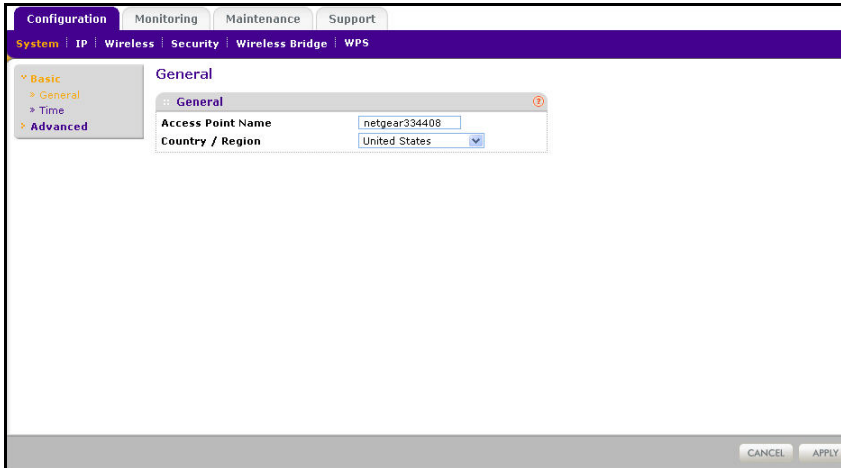 Configuration Monitoring Maintenance Support
System IP Wireless Security Wireless Bridge WPS
Basic
General
Time
Advanced
General
General ?
Access Point Name netgear334408
Country / Region United States
CANCEL APPLY